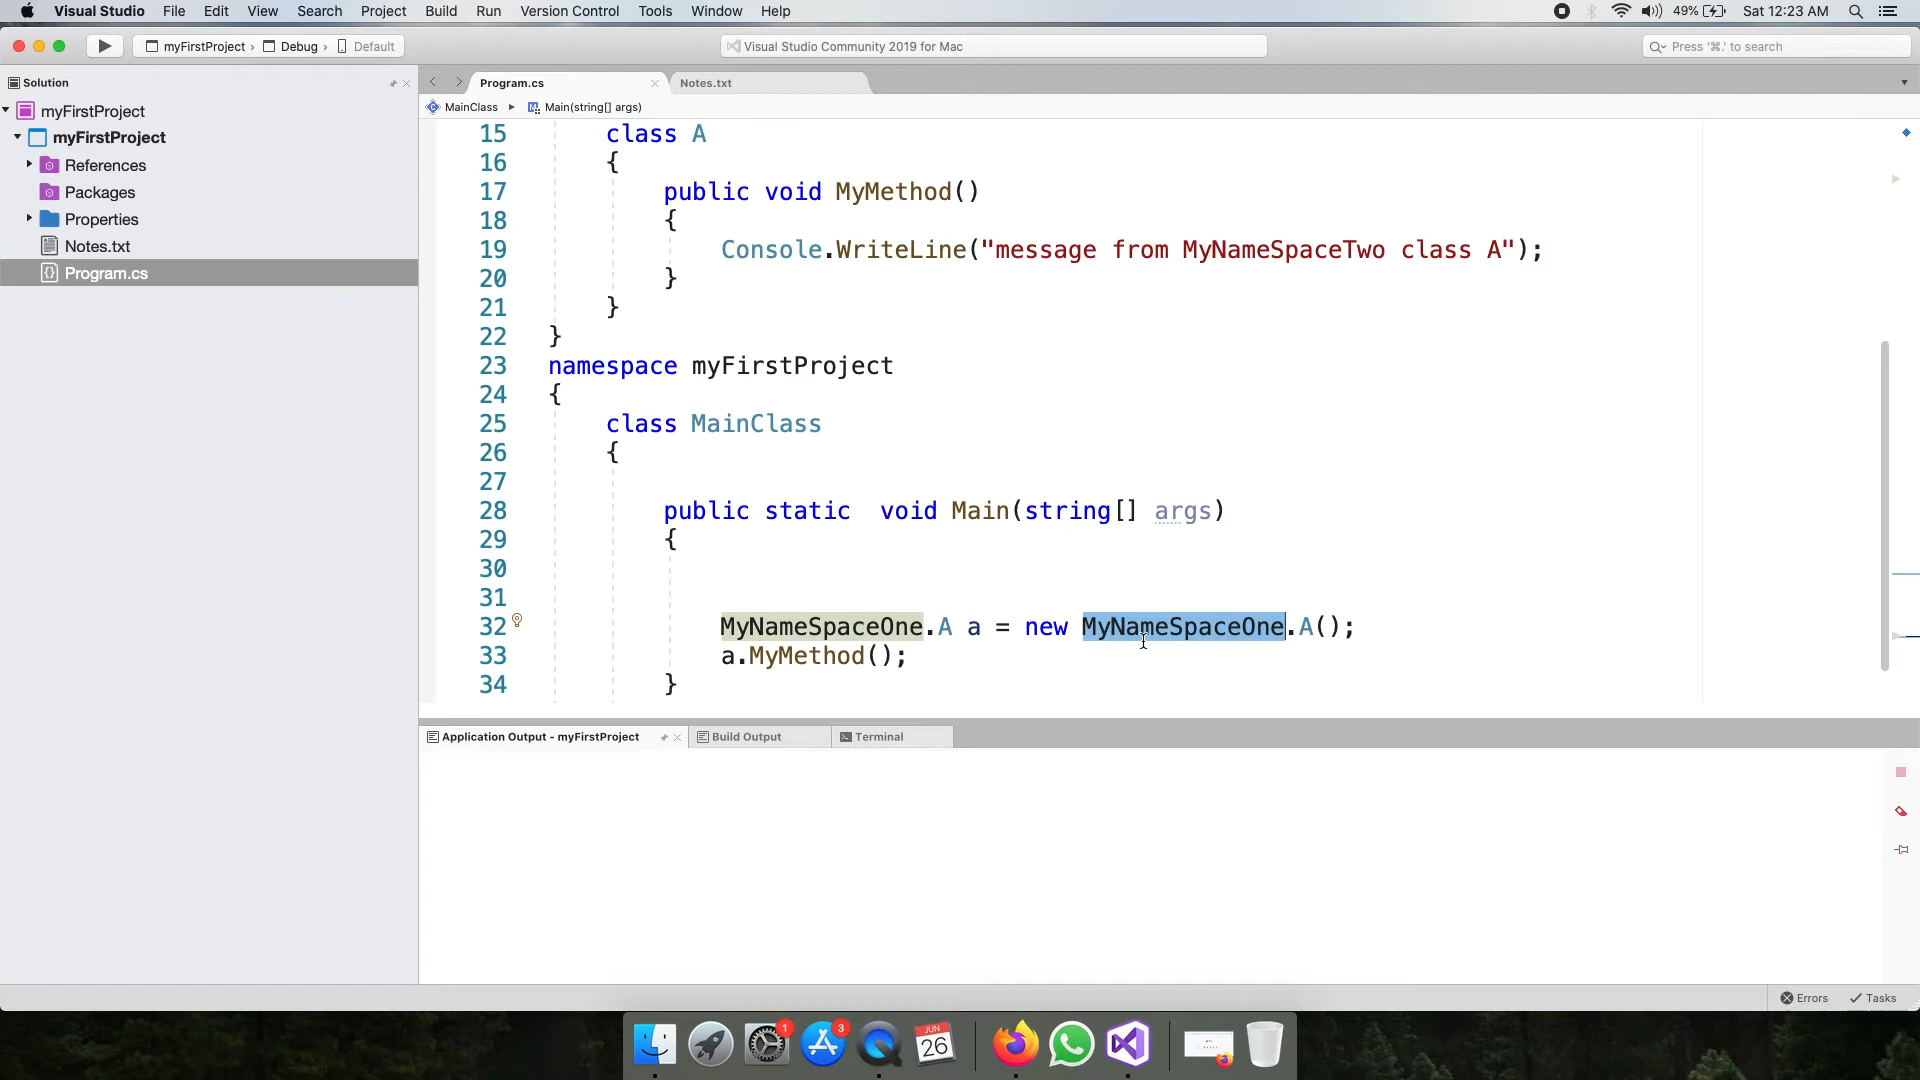 Visual Studio File Edit View Search Project Build Run Version Control Tools Window Help 49% Sat 12:23 AM
myFirstProject › Debug › Default Visual Studio Community 2019 for Mac Press '⌘.' to search
Solution Program.cs Notes.txt
MainClass ▸ Main(string[] args)
myFirstProject
myFirstProject
References
Packages
Properties
Notes.txt
Program.cs
15 class A
16 {
17 public void MyMethod()
18 {
19 Console.WriteLine("message from MyNameSpaceTwo class A");
20 }
21 }
22 }
23 namespace myFirstProject
24 {
25 class MainClass
26 {
27
28 public static  void Main(string[] args)
29 {
30
31
32 MyNameSpaceOne.A a = new MyNameSpaceOne.A();
33 a.MyMethod();
34 }
Application Output - myFirstProject Build Output Terminal
Errors Tasks
1 3 JUN 26